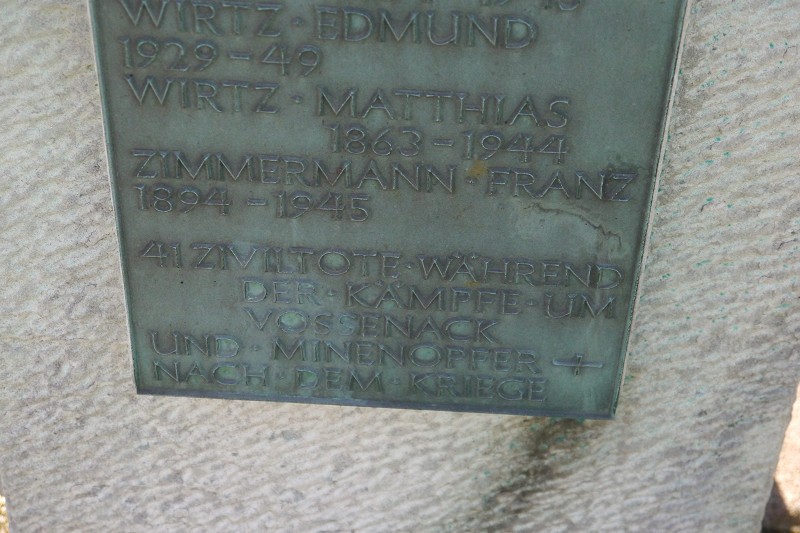 WIRTZ · EDMUND
1929 - 49
WIRTZ · MATTHIAS
1863 - 1944
ZIMMERMANN · FRANZ
1894 - 1945
41 ZIVILTOTE · WÄHREND
DER · KÄMPFE · UM
VOSSENACK
UND · MINENOPFER
NACH · DEM · KRIEGE